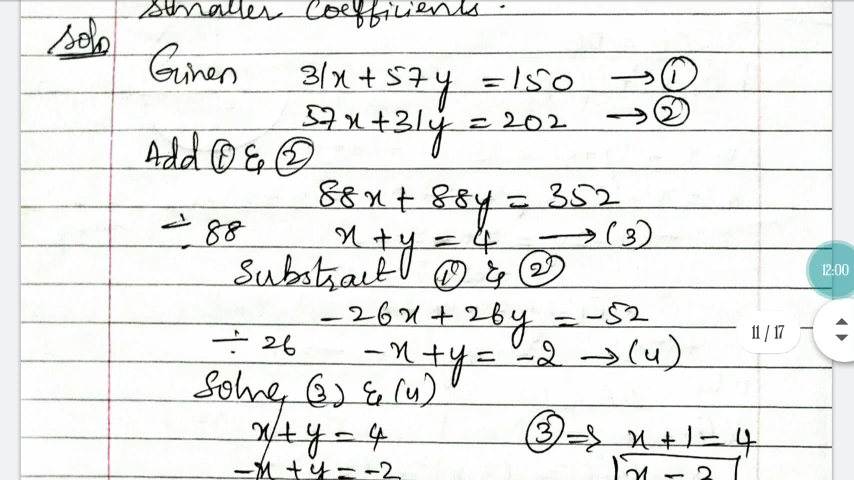 Smaller Coefficients.
Soln
Given 31x + 57y = 150 → ①
57x + 31y = 202 → ②
Add ① & ②
88x + 88y = 352
÷ 88 x + y = 4 → (3)
Substract ① & ②
12:00
-26x + 26y = -52
11 / 17
÷ 26 -x + y = -2 → (4)
Solve (3) & (4)
x + y = 4 ③ ⇒ x + 1 = 4
-x + y = -2 x = 3